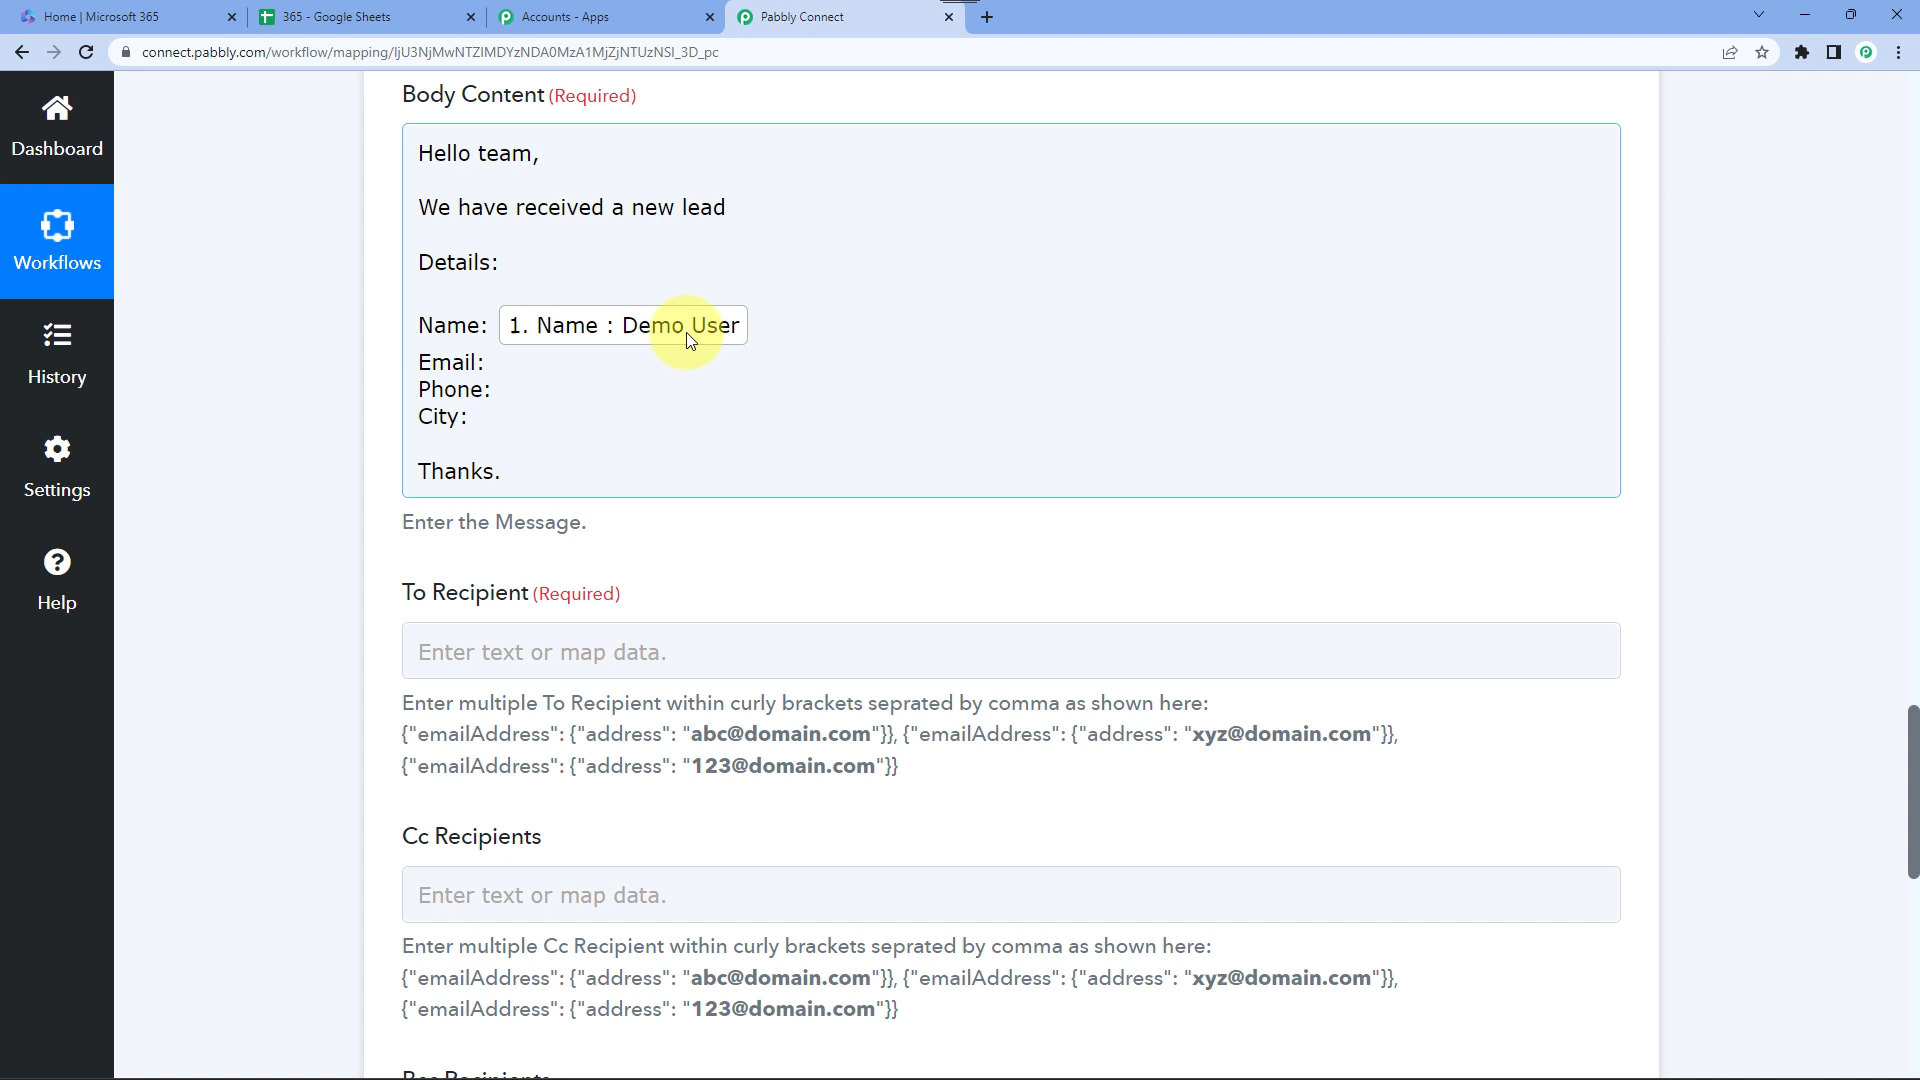 Home | Microsoft 365
365 - Google Sheets
Accounts - Apps
Pabbly Connect
connect.pabbly.com/workflow/mapping/IjU3NjMwNTZlMDYzNDA0MzA1MjZjNTUzNSI_3D_pc
Dashboard
Workflows
History
Settings
Help
Body Content (Required)
Hello team,
We have received a new lead
Details:
Name: 1. Name : Demo User
Email:
Phone:
City:
Thanks.
Enter the Message.
To Recipient (Required)
Enter text or map data.
Enter multiple To Recipient within curly brackets seprated by comma as shown here:
{"emailAddress": {"address": "abc@domain.com"}}, {"emailAddress": {"address": "xyz@domain.com"}},
{"emailAddress": {"address": "123@domain.com"}}
Cc Recipients
Enter text or map data.
Enter multiple Cc Recipient within curly brackets seprated by comma as shown here:
{"emailAddress": {"address": "abc@domain.com"}}, {"emailAddress": {"address": "xyz@domain.com"}},
{"emailAddress": {"address": "123@domain.com"}}